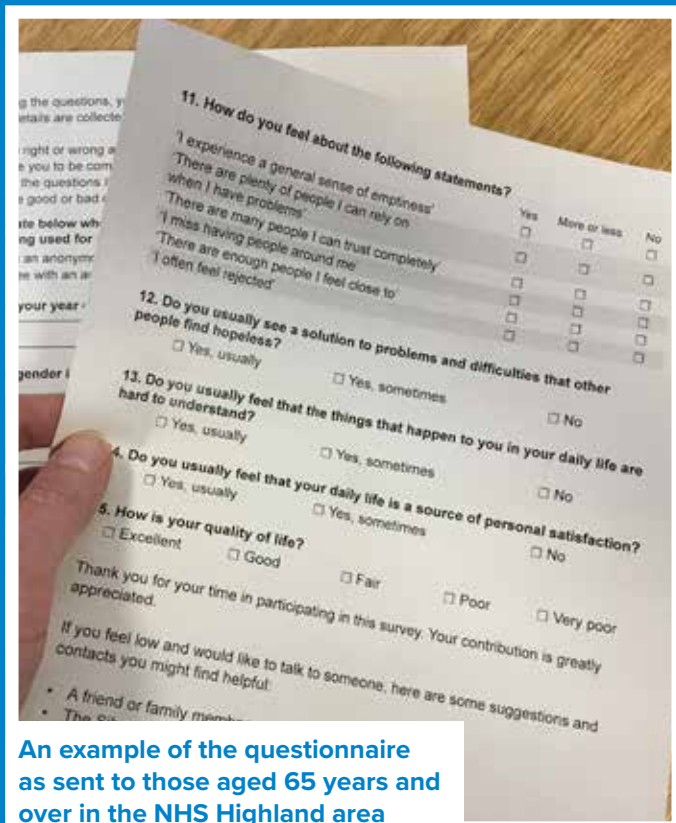 g the questions, y
etails are collecte
right or wrong a
e you to be com
the questions
good or bad
te below wh
ng used for
an anonym
he with an a
your year
gender i
11. How do you feel about the following statements?
Yes More or less No
'I experience a general sense of emptiness'
'There are plenty of people I can rely on
when I have problems'
'There are many people I can trust completely'
'I miss having people around me'
'There are enough people I feel close to'
'I often feel rejected'
12. Do you usually see a solution to problems and difficulties that other
people find hopeless?
Yes, usually Yes, sometimes No
13. Do you usually feel that the things that happen to you in your daily life are
hard to understand?
Yes, usually Yes, sometimes No
4. Do you usually feel that your daily life is a source of personal satisfaction?
Yes, usually Yes, sometimes No
5. How is your quality of life?
Excellent Good Fair Poor Very poor
Thank you for your time in participating in this survey. Your contribution is greatly
appreciated.
If you feel low and would like to talk to someone, here are some suggestions and
contacts you might find helpful:
• A friend or family memb
• The
An example of the questionnaire
as sent to those aged 65 years and
over in the NHS Highland area